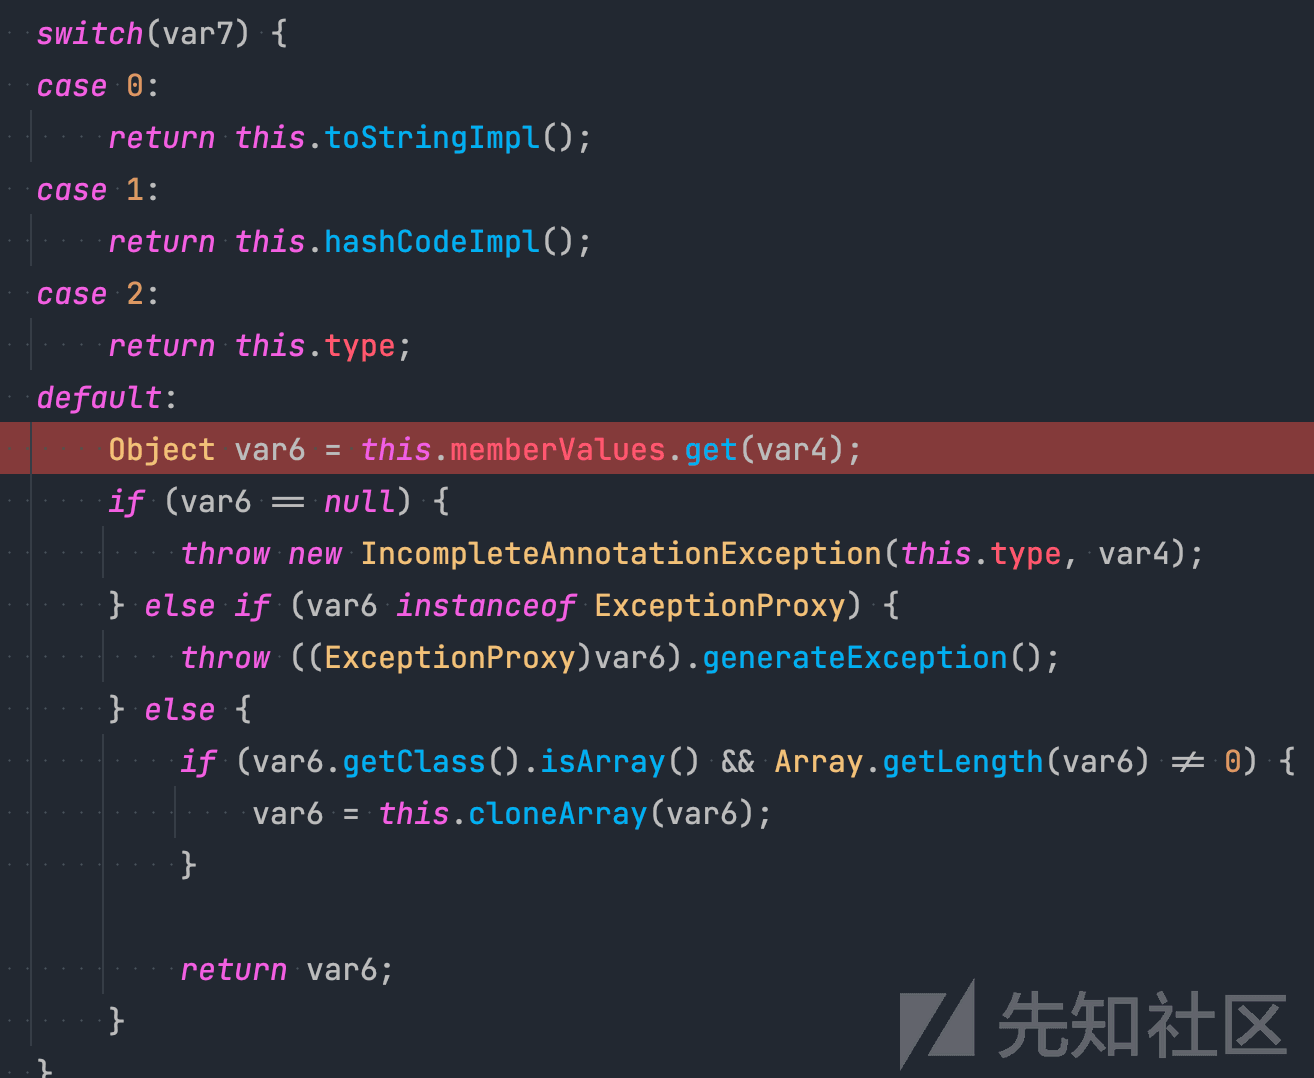 switch(var7) {
case 0:
return this.toStringImpl();
case 1:
return this.hashCodeImpl();
case 2:
return this.type;
default:
Object var6 = this.memberValues.get(var4);
if (var6 == null) {
throw new IncompleteAnnotationException(this.type, var4);
} else if (var6 instanceof ExceptionProxy) {
throw ((ExceptionProxy)var6).generateException();
} else {
if (var6.getClass().isArray() && Array.getLength(var6) != 0) {
var6 = this.cloneArray(var6);
}
return var6;
}
}
先知社区